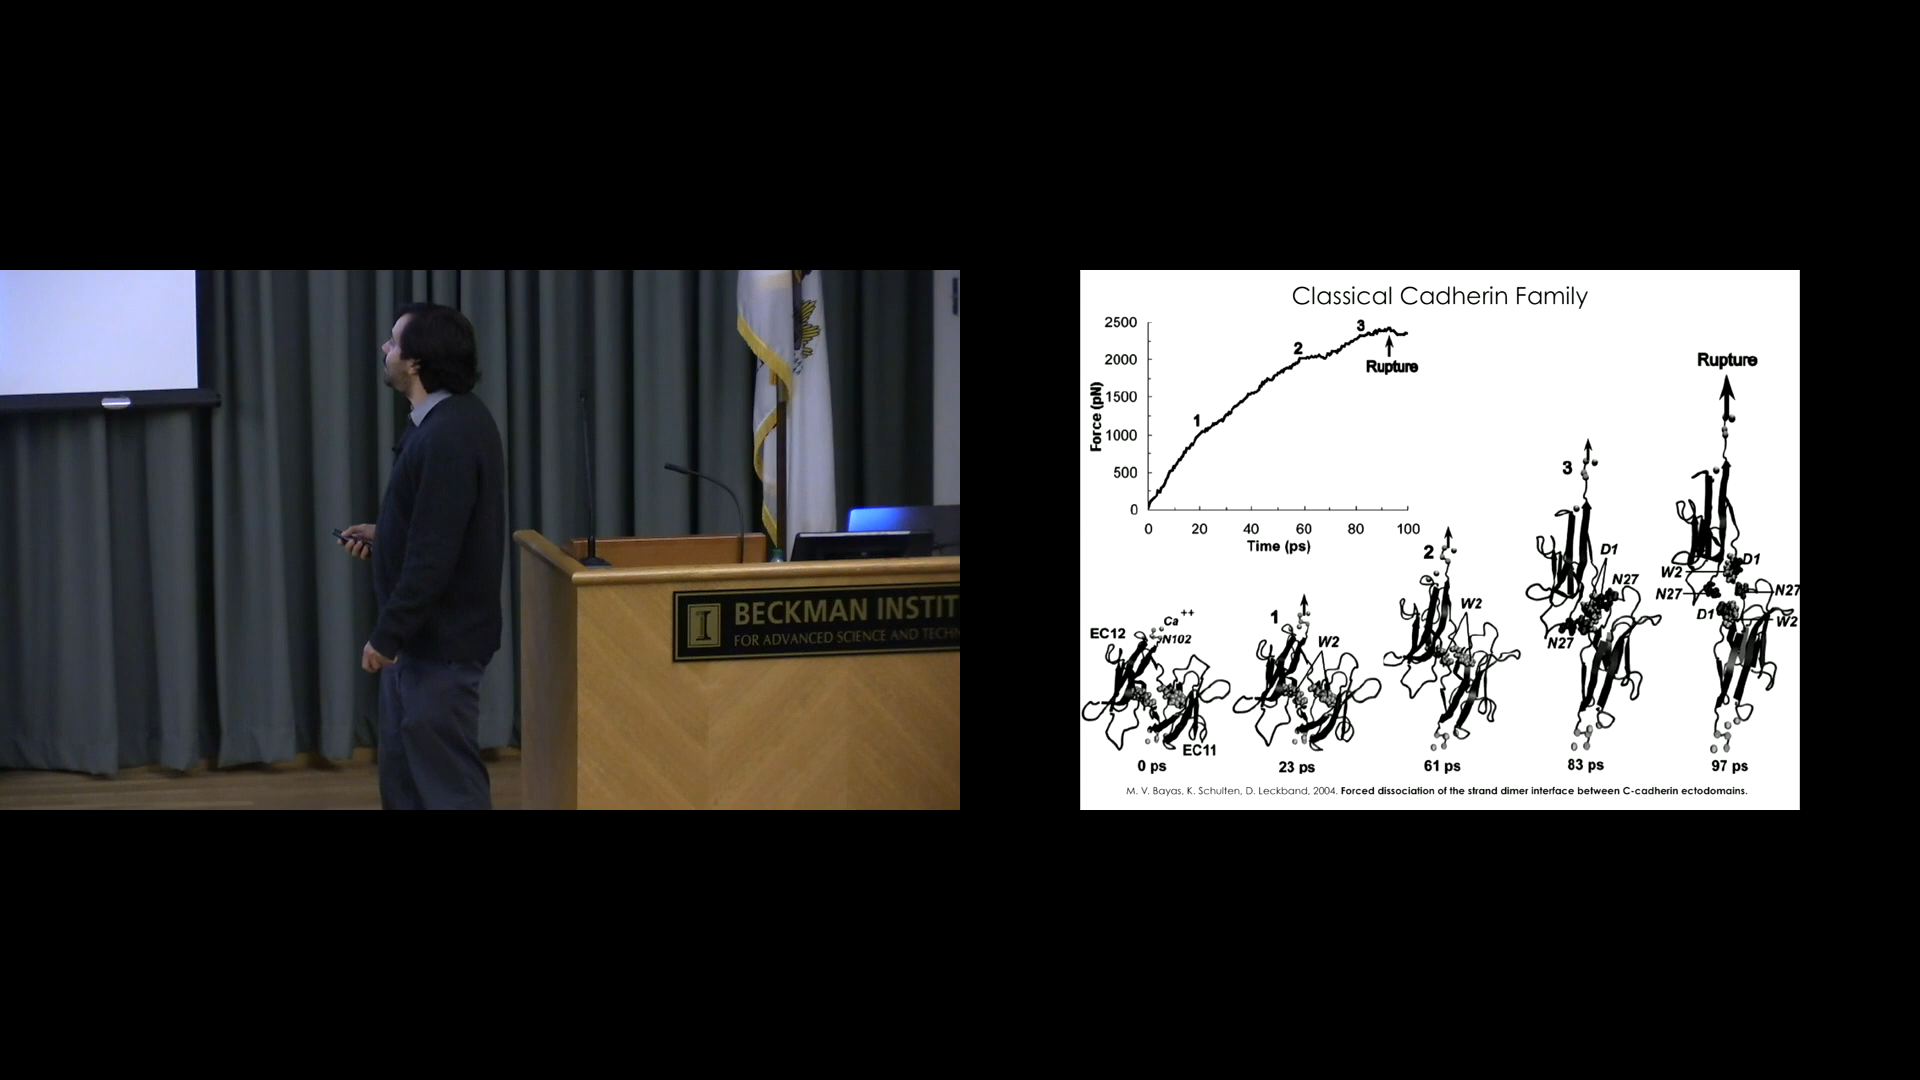 BECKMAN INSTIT
FOR ADVANCED SCIENCE AND TECHN
Classical Cadherin Family
2500
2000
1500
1000
500
0
Force (pN)
0 20 40 60 80 100
Time (ps)
1
2
3
Rupture
EC12
Ca ++
N102
EC11
0 ps
1
W2
23 ps
2
W2
61 ps
3
D1
N27
N27
83 ps
Rupture
W2
D1
N27
N27
D1
W2
97 ps
M. V. Bayas, K. Schulten, D. Leckband, 2004. Forced dissociation of the strand dimer interface between C-cadherin ectodomains.